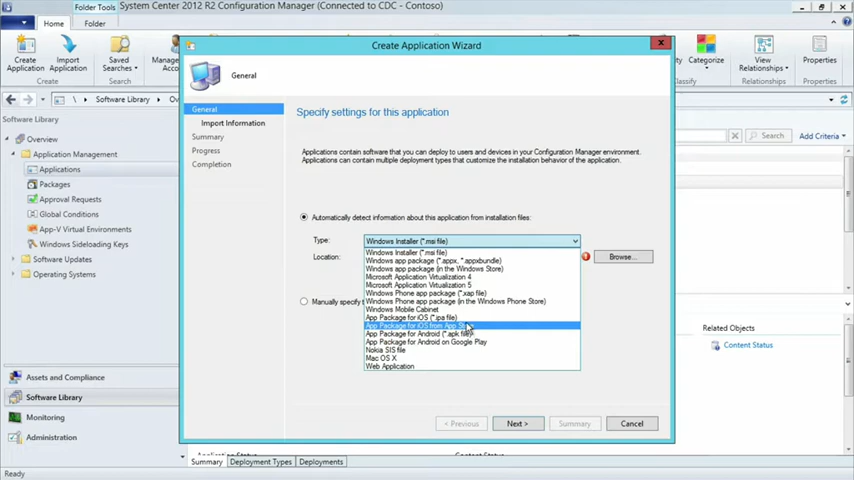 Folder Tools
System Center 2012 R2 Configuration Manager (Connected to CDC - Contoso)
Home
Folder
Create Application
Import Application
Saved Searches
Categorize
View Relationships
Properties
Create
Search
Relationships
Properties
Software Library
Search
Add Criteria
Software Library
Overview
Application Management
Applications
Packages
Approval Requests
Global Conditions
App-V Virtual Environments
Windows Sideloading Keys
Software Updates
Operating Systems
Assets and Compliance
Software Library
Monitoring
Administration
Ready
Create Application Wizard
General
General
Import Information
Summary
Progress
Completion
Specify settings for this application
Applications contain software that you can deploy to users and devices in your Configuration Manager environment.
Applications can contain multiple deployment types that customize the installation behavior of the application.
Automatically detect information about this application from installation files:
Type:
Windows Installer (*.msi file)
Location:
Browse...
Windows Installer (*.msi file)
Windows app package (*.appx, *.appxbundle)
Windows app package (in the Windows Store)
Microsoft Application Virtualization 4
Microsoft Application Virtualization 5
Windows Phone app package (*.xap file)
Windows Phone app package (in the Windows Phone Store)
Windows Mobile Cabinet
App Package for iOS (*.ipa file)
App Package for iOS from App
App Package for Android (*.apk file)
App Package for Android on Google Play
Nokia SIS file
Mac OS X
Web Application
Manually specify
< Previous
Next >
Summary
Cancel
Related Objects
Content Status
Summary
Deployment Types
Deployments